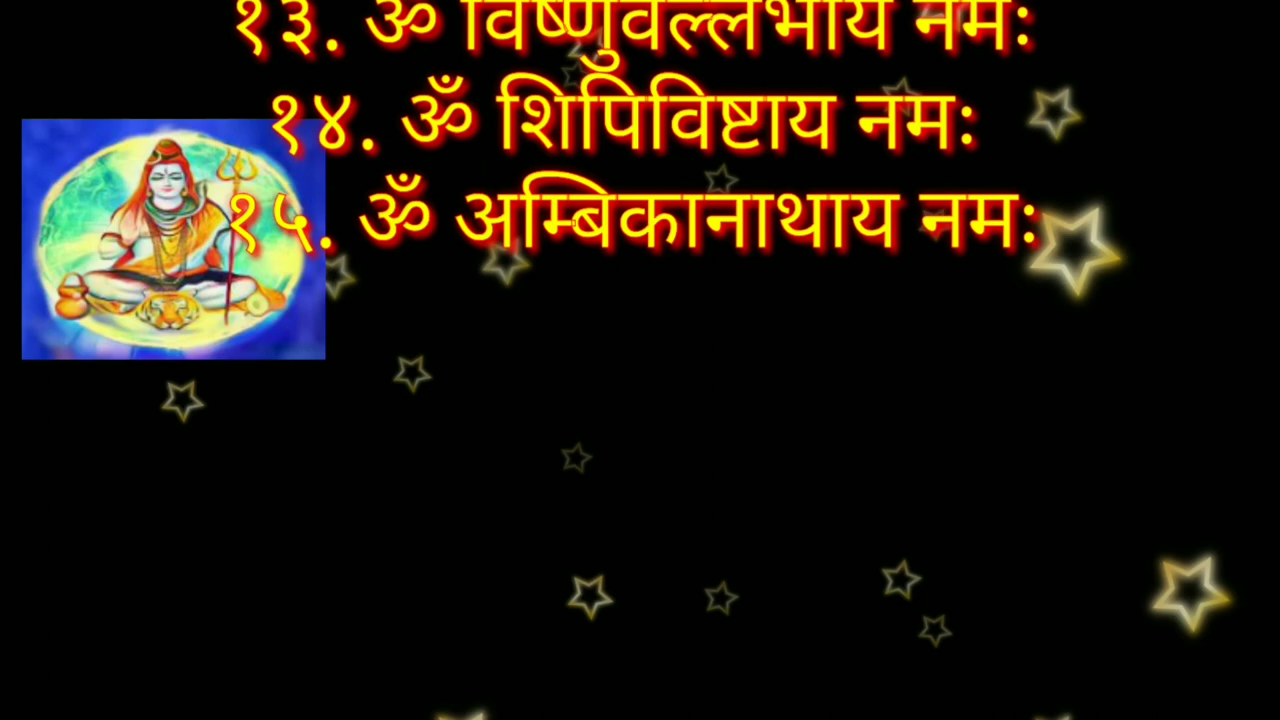 १३. ॐ विष्णुवल्लभाय नमः
१४. ॐ शिपिविष्टाय नमः
१५. ॐ अम्बिकानाथाय नमः